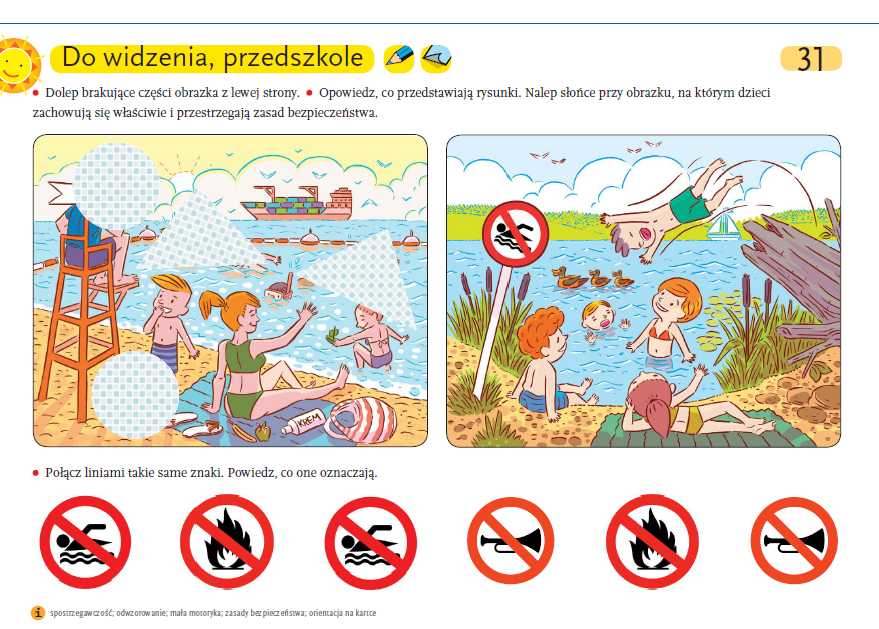 Do widzenia, przedszkole
31
• Dolep brakujące części obrazka z lewej strony. • Opowiedz, co przedstawiają rysunki. Nalep słońce przy obrazku, na którym dzieci
zachowują się właściwie i przestrzegają zasad bezpieczeństwa.
KREM
• Połącz liniami takie same znaki. Powiedz, co one oznaczają.
i spostrzegawczość; odwzorowanie; mała motoryka; zasady bezpieczeństwa; orientacja na kartce